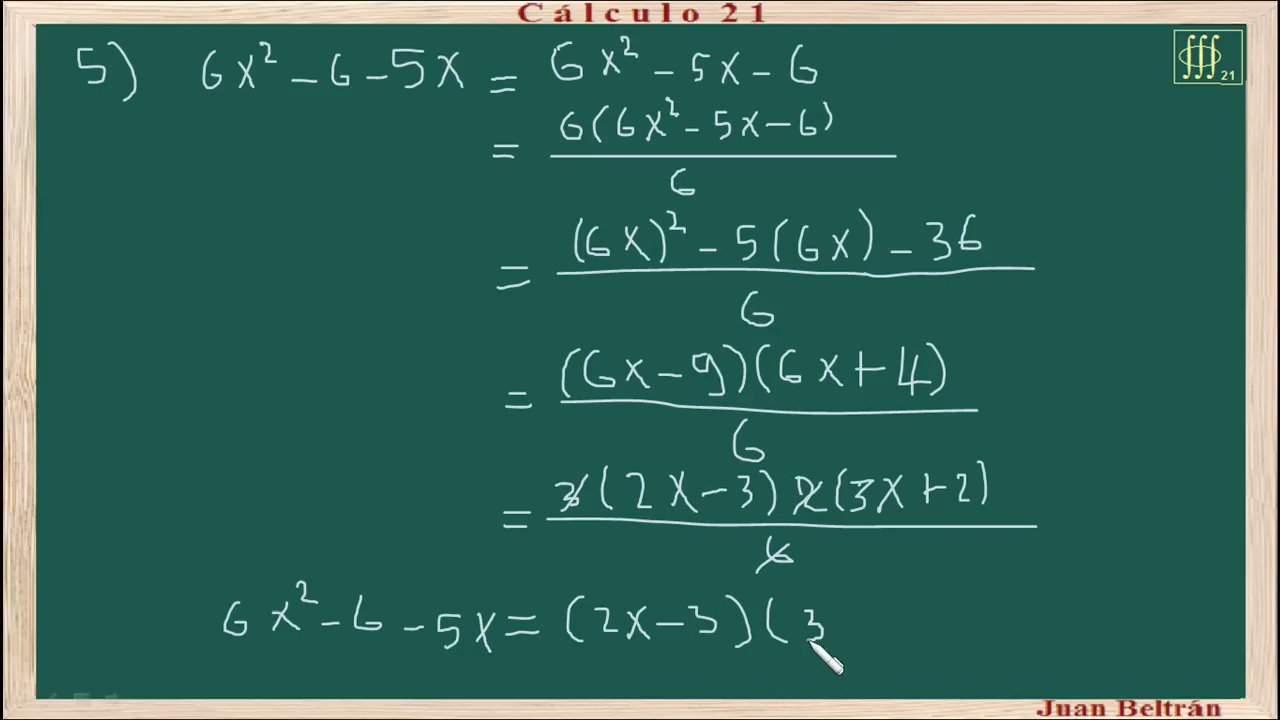 Cálculo 21
∭ 21
5) 6x² - 6 - 5x = 6x² - 5x - 6
= 6(6x² - 5x - 6)
6
= (6x)² - 5(6x) - 36
6
= (6x - 9)(6x + 4)
6
= 3(2x - 3) 2(3x + 2)
6
6x² - 6 - 5x = (2x - 3)(3
Juan Beltrán